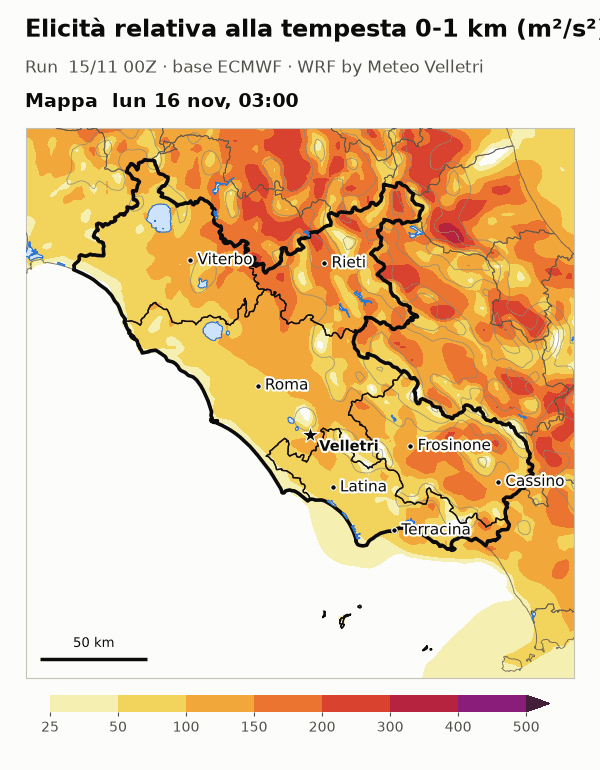 Elicità relativa alla tempesta 0-1 km (m²/s²)
Run 15/11 00Z · base ECMWF · WRF by Meteo Velletri
Mappa lun 16 nov, 03:00
Viterbo
Rieti
Roma
Velletri
Frosinone
Cassino
Latina
Terracina
50 km
25 50 100 150 200 300 400 500